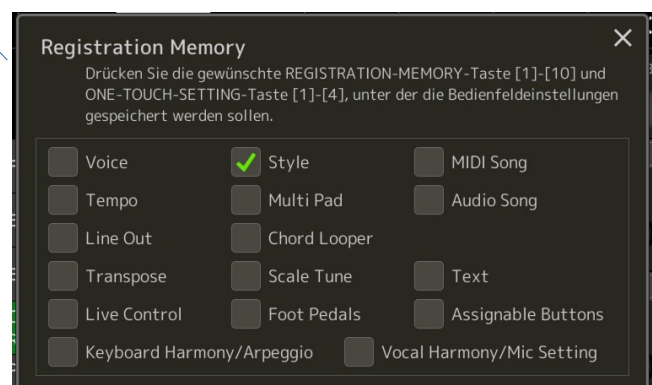 Registration Memory
Drücken Sie die gewünschte REGISTRATION-MEMORY-Taste [1]-[10] und
ONE-TOUCH-SETTING-Taste [1]-[4], unter der die Bedienfeldeinstellungen
gespeichert werden sollen.
Voice Style MIDI Song
Tempo Multi Pad Audio Song
Line Out Chord Looper
Transpose Scale Tune Text
Live Control Foot Pedals Assignable Buttons
Keyboard Harmony/Arpeggio Vocal Harmony/Mic Setting